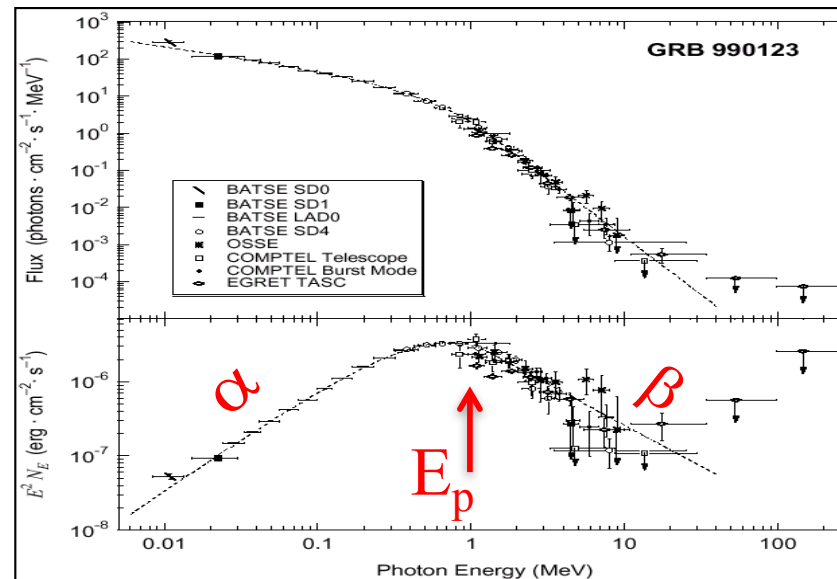 GRB 990123
Flux (photons · cm⁻² · s⁻¹ · MeV⁻¹)
10³
10²
10¹
10⁰
10⁻¹
10⁻²
10⁻³
10⁻⁴
BATSE SD0
BATSE SD1
BATSE LAD0
BATSE SD4
OSSE
COMPTEL Telescope
COMPTEL Burst Mode
EGRET TASC
E² N_E (erg · cm⁻² · s⁻¹)
10⁻⁶
10⁻⁷
10⁻⁸
α
β
E_p
0.01 0.1 1 10 100
Photon Energy (MeV)